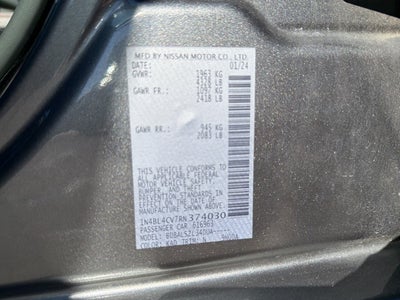 MFD BY NISSAN MOTOR CO., LTD.
DATE: 01/24
GVWR: 1963 KG
4328 LB
GAWR FR.: 1097 KG
2418 LB
GAWR RR.: 945 KG
2083 LB
THIS VEHICLE CONFORMS TO
ALL APPLICABLE FEDERAL
MOTOR VEHICLE SAFETY,
BUMPER, AND THEFT
PREVENTION STANDARDS
IN EFFECT ON THE DATE OF
MANUFACTURE SHOWN ABOVE.
1N4BL4CV7RN374030
PASSENGER CAR
COLOR: KAD TRIM: